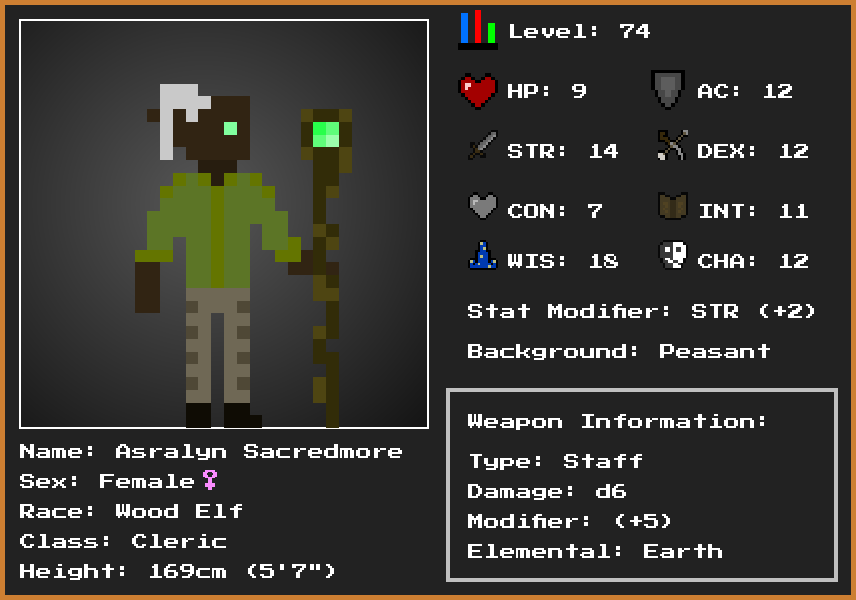 Level: 74
HP: 9
AC: 12
STR: 14
DEX: 12
CON: 7
INT: 11
WIS: 18
CHA: 12
Stat Modifier: STR (+2)
Background: Peasant
Weapon Information:
Type: Staff
Damage: d6
Modifier: (+5)
Elemental: Earth
Name: Asralyn Sacredmore
Sex: Female♀
Race: Wood Elf
Class: Cleric
Height: 169cm (5'7")